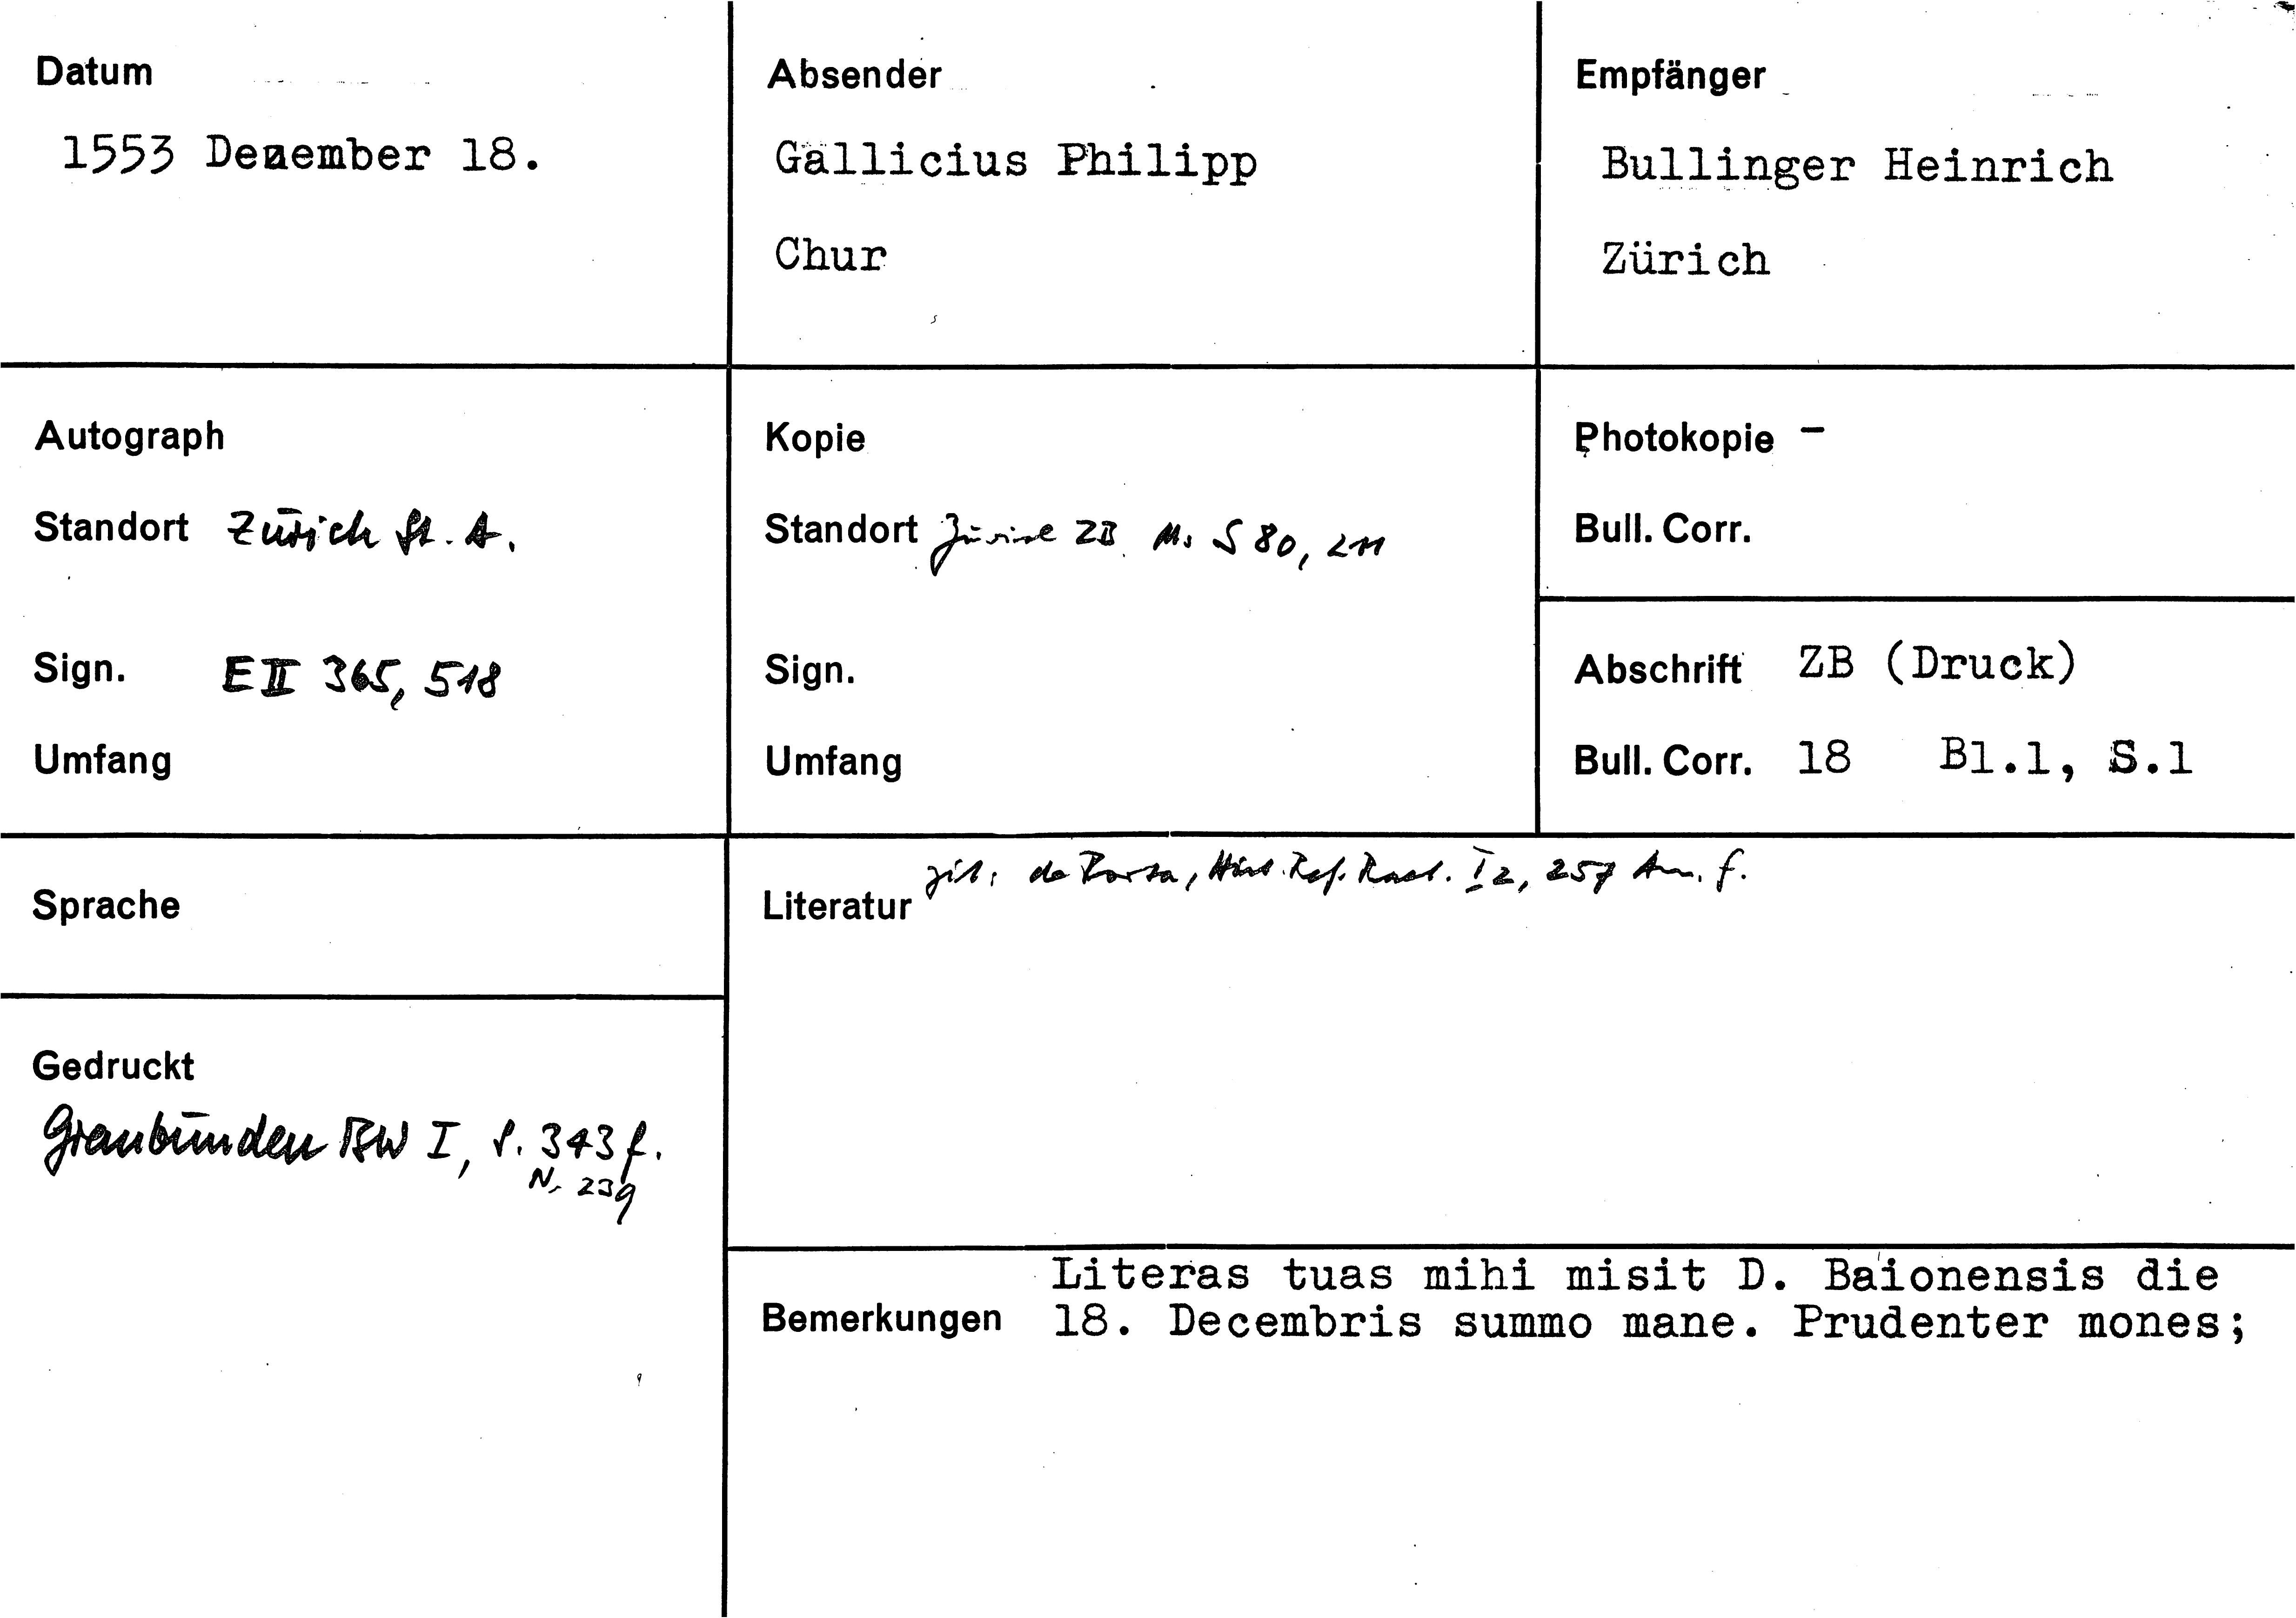 Datum
1553 Dezember 18.
Absender
Gallicius Philipp
Chur
Empfänger
Bullinger Heinrich
Zürich
Autograph
Standort Zürich St. A.
Sign. E II 365, 518
Umfang
Kopie
Standort Zürich ZB Ms S 80, 211
Sign.
Umfang
Photokopie -
Bull. Corr.
Abschrift ZB (Druck)
Bull. Corr. 18 Bl.1, S.1
Sprache
Gedruckt
Graubünden BW I, S. 343 f.
Nr 239
zit. de Porta, Hist. Ref. Raet. I 2, 257 Am. f.
Literatur
Literas tuas mihi misit D. Baionensis die
Bemerkungen 18. Decembris summo mane. Prudenter mones;